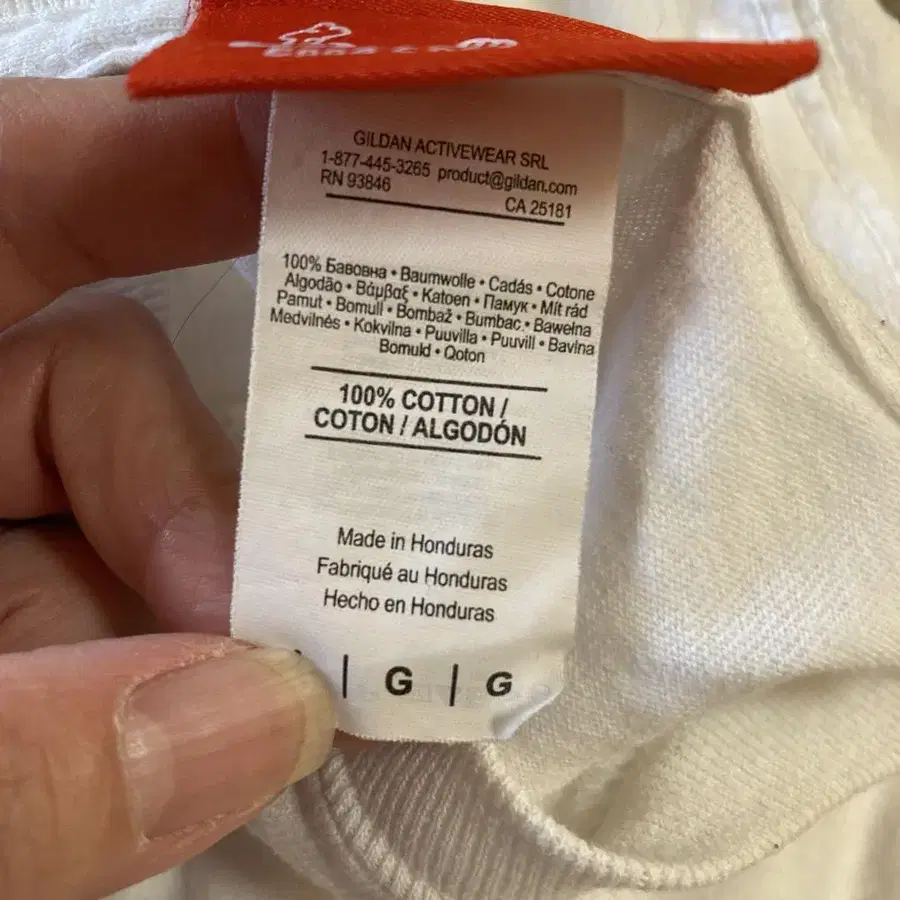 GILDAN ACTIVEWEAR SRL
1-877-445-3265 product@gildan.com
RN 93846
CA 25181
100% Бавовна • Baumwolle • Cadás • Cotone
Algodão • Βάμβαξ • Katoen • Памук • Mit rád
Pamut • Bomull • Bombaž • Bumbac • Bawełna
Medvilnés • Kokvilna • Puuvilla • Puuvill • Bavlna
Bomuld • Qoton
100% COTTON /
COTON / ALGODÓN
Made in Honduras
Fabriqué au Honduras
Hecho en Honduras
| G | G